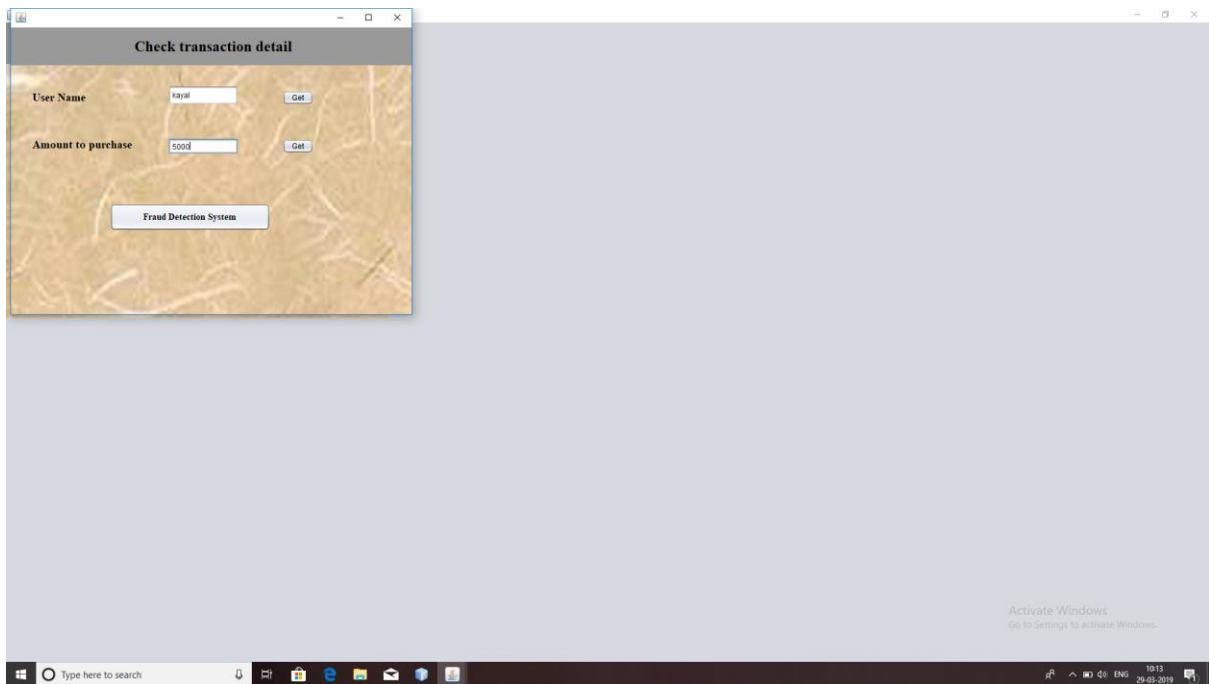 Check transaction detail
User Name kayal Get
Amount to purchase 5000 Get
Fraud Detection System
Activate Windows
Go to Settings to activate Windows.
Type here to search ENG 10:13
29-03-2019